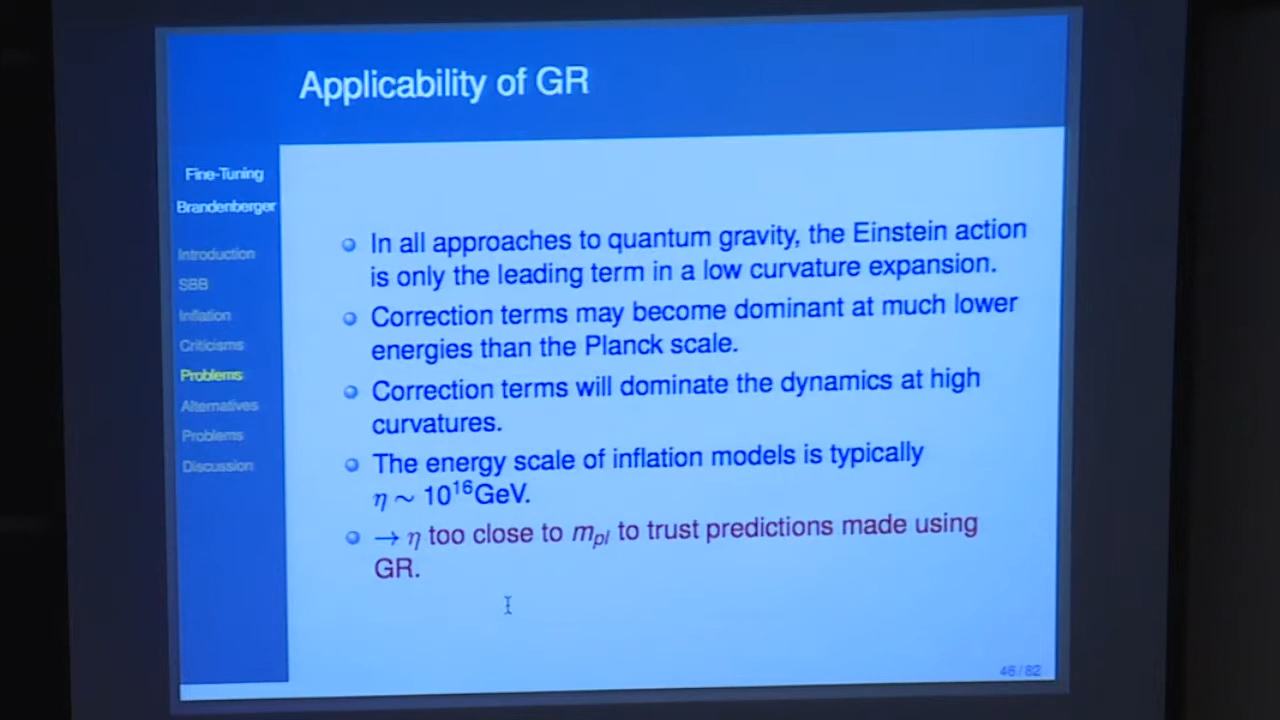 Applicability of GR
Fine-Tuning
Brandenberger
Introduction
SBB
Inflation
Criticisms
Problems
Alternatives
Problems
Discussion
In all approaches to quantum gravity, the Einstein action
is only the leading term in a low curvature expansion.
Correction terms may become dominant at much lower
energies than the Planck scale.
Correction terms will dominate the dynamics at high
curvatures.
The energy scale of inflation models is typically
η ~ 10¹⁶GeV.
→ η too close to mₚₗ to trust predictions made using
GR.
46 / 82